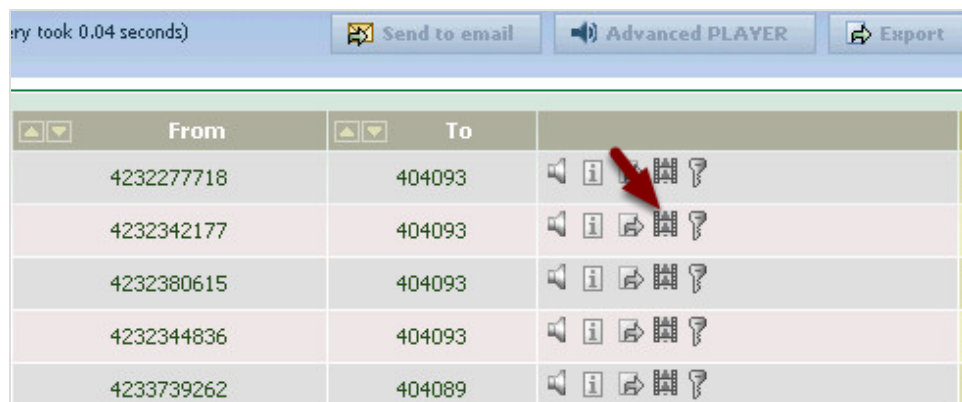 ry took 0.04 seconds) Send to email Advanced PLAYER Export
From To
4232277718 404093
4232342177 404093
4232380615 404093
4232344836 404093
4233739262 404089